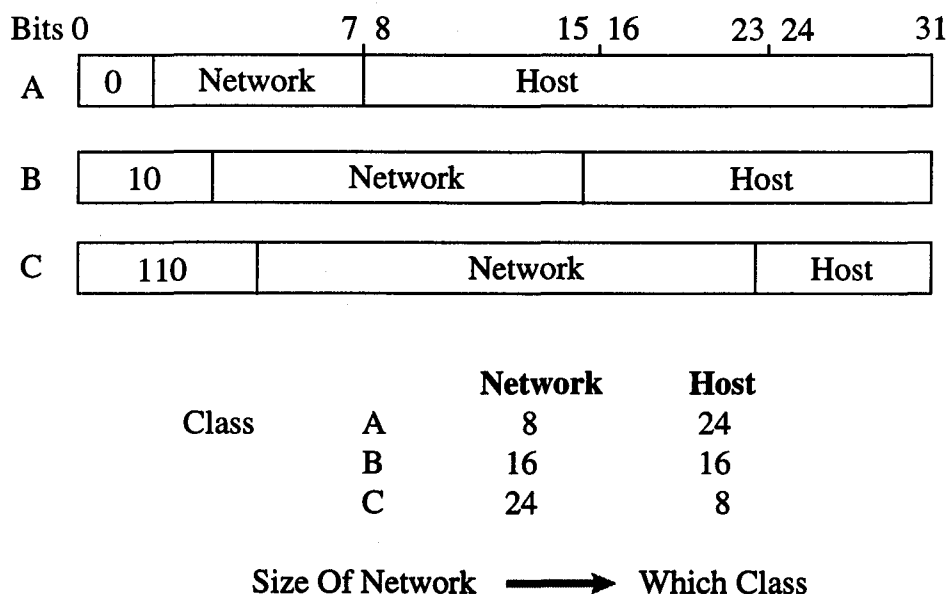 Bits 0 7 8 15 16 23 24 31
A 0 Network Host
B 10 Network Host
C 110 Network Host
Network Host
Class A 8 24
B 16 16
C 24 8
Size Of Network Which Class